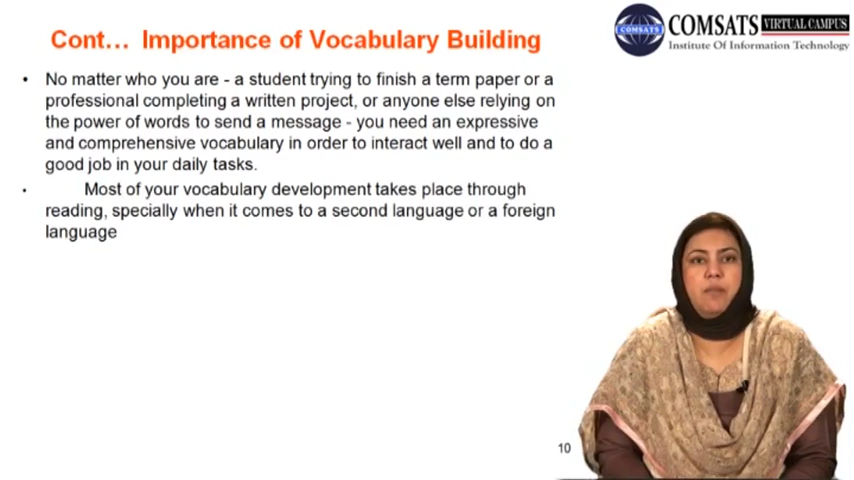 Cont… Importance of Vocabulary Building
COMSATS VIRTUAL CAMPUS
Institute Of Information Technology
COMSATS
• No matter who you are - a student trying to finish a term paper or a
professional completing a written project, or anyone else relying on
the power of words to send a message - you need an expressive
and comprehensive vocabulary in order to interact well and to do a
good job in your daily tasks.
• Most of your vocabulary development takes place through
reading, specially when it comes to a second language or a foreign
language
10